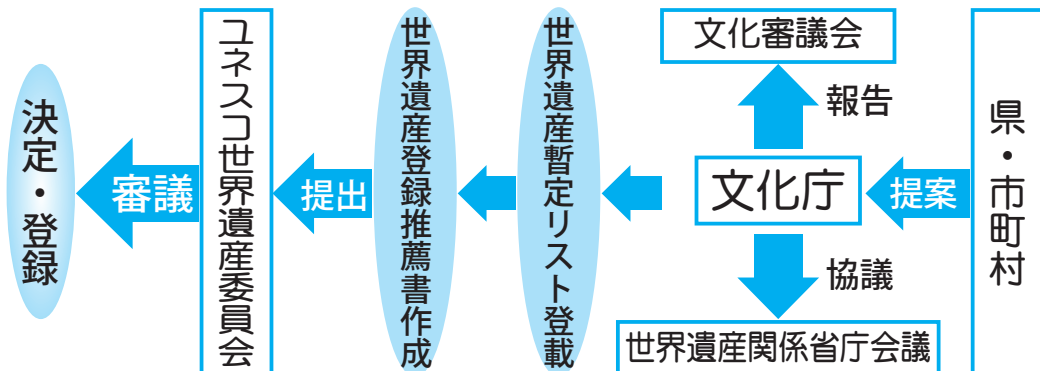 県・市町村
提案
文化庁
報告
文化審議会
協議
世界遺産関係省庁会議
世界遺産暫定リスト登載
世界遺産登録推薦書作成
提出
ユネスコ世界遺産委員会
審議
決定・登録